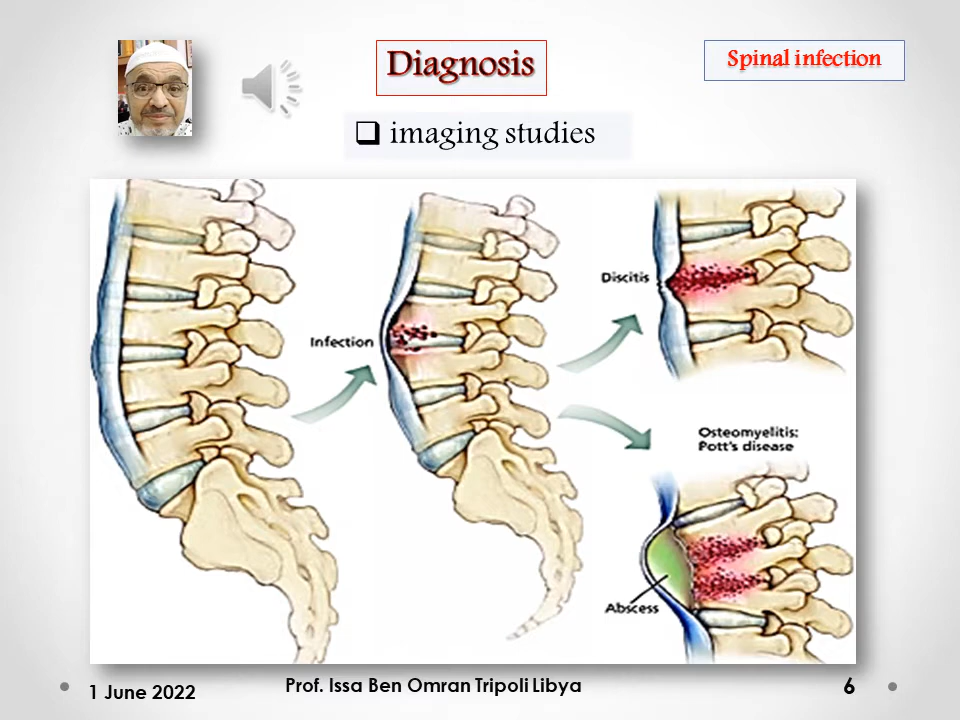 Diagnosis
Spinal infection
❑ imaging studies
Discitis
Infection
Osteomyelitis:
Pott's disease
Abscess
1 June 2022
Prof. Issa Ben Omran Tripoli Libya
6